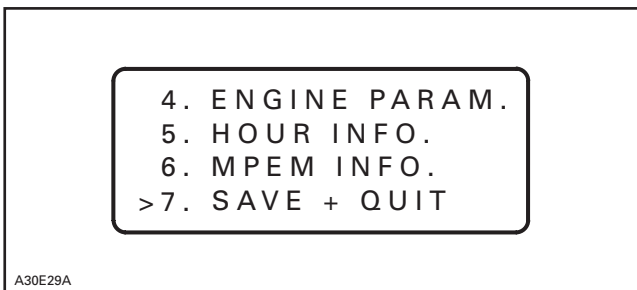 4. ENGINE PARAM.
5. HOUR INFO.
6. MPEM INFO.
>7. SAVE + QUIT
A30E29A